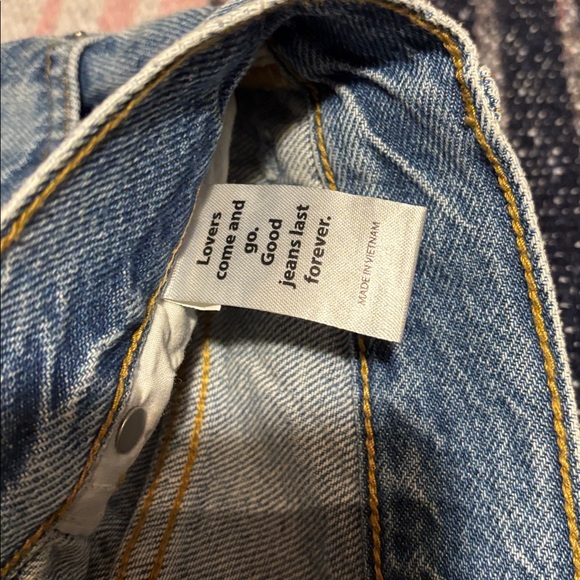 Lovers
come and
go.
Good
jeans last
forever.
MADE IN VIETNAM